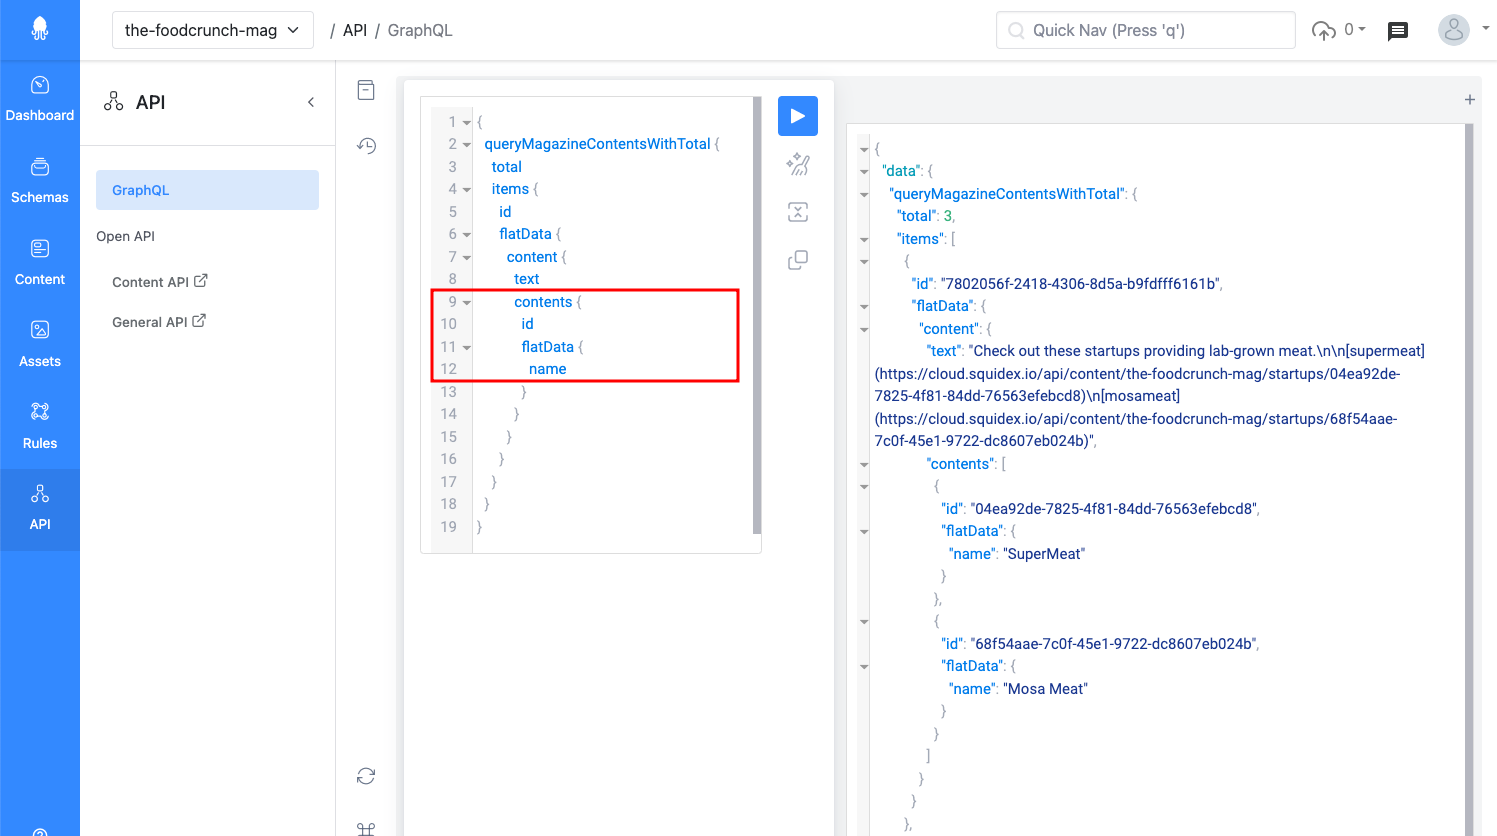 the-foodcrunch-mag
/ API / GraphQL
Quick Nav (Press 'q')
0
Dashboard
Schemas
Content
Assets
Rules
API
API
GraphQL
Open API
Content API
General API
1 {
2 queryMagazineContentsWithTotal {
3 total
4 items {
5 id
6 flatData {
7 content {
8 text
9 contents {
10 id
11 flatData {
12 name
13 }
14 }
15 }
16 }
17 }
18 }
19 }
+
{
"data": {
"queryMagazineContentsWithTotal": {
"total": 3,
"items": [
{
"id": "7802056f-2418-4306-8d5a-b9fdfff6161b",
"flatData": {
"content": {
"text": "Check out these startups providing lab-grown meat.\n\n[supermeat]
(https://cloud.squidex.io/api/content/the-foodcrunch-mag/startups/04ea92de-
7825-4f81-84dd-76563efebcd8)\n[mosameat]
(https://cloud.squidex.io/api/content/the-foodcrunch-mag/startups/68f54aae-
7c0f-45e1-9722-dc8607eb024b)",
"contents": [
{
"id": "04ea92de-7825-4f81-84dd-76563efebcd8",
"flatData": {
"name": "SuperMeat"
}
},
{
"id": "68f54aae-7c0f-45e1-9722-dc8607eb024b",
"flatData": {
"name": "Mosa Meat"
}
}
]
}
}
},